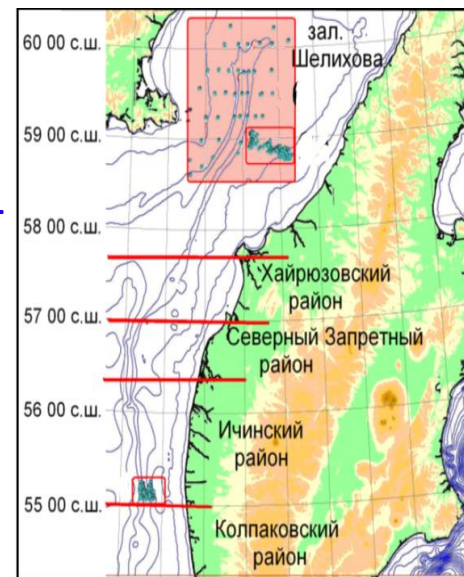 60 00 с.ш.
зал.
Шелихова
59 00 с.ш.
58 00 с.ш.
Хайрюзовский
район
57 00 с.ш.
Северный Запретный
район
56 00 с.ш.
Ичинский
район
55 00 с.ш.
Колпаковский
район